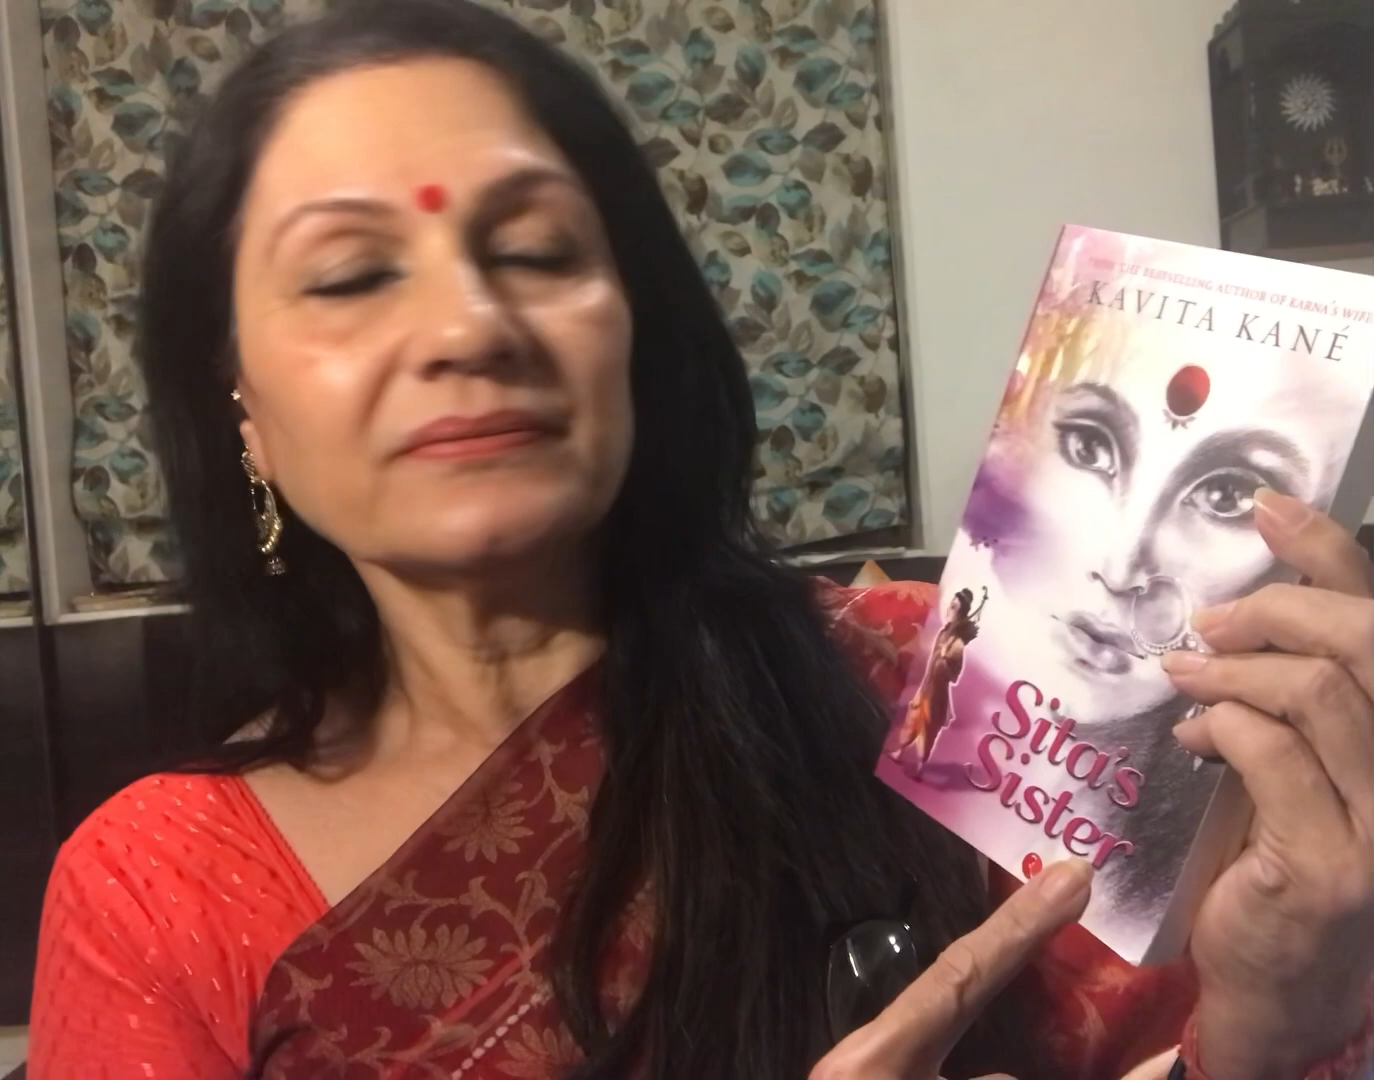 FROM THE BESTSELLING AUTHOR OF KARNA'S WIFE
KAVITA KANÉ
Sita's
Sister